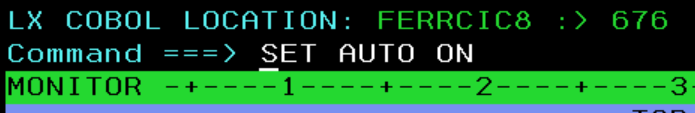 LX COBOL LOCATION: FERRCIC8 :> 676
Command ===> SET AUTO ON
MONITOR -+----1----+----2----+----3-